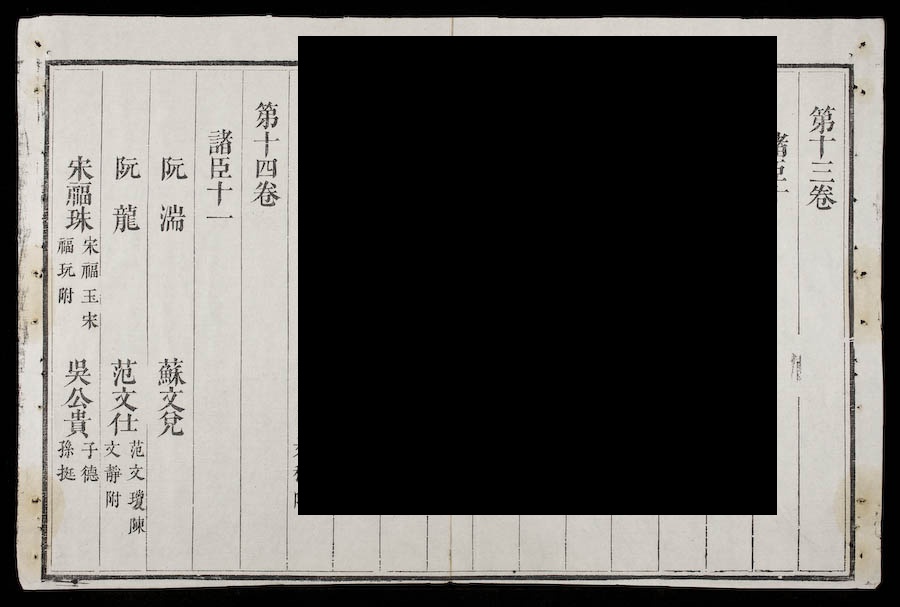 第十三卷
第十四卷
諸臣十一
阮湍 蘇文兌
阮龍 范文仕 范文瓊陳文靜附
宋福珠 宋福玉宋福玩附 吳公貴 子德孫挺